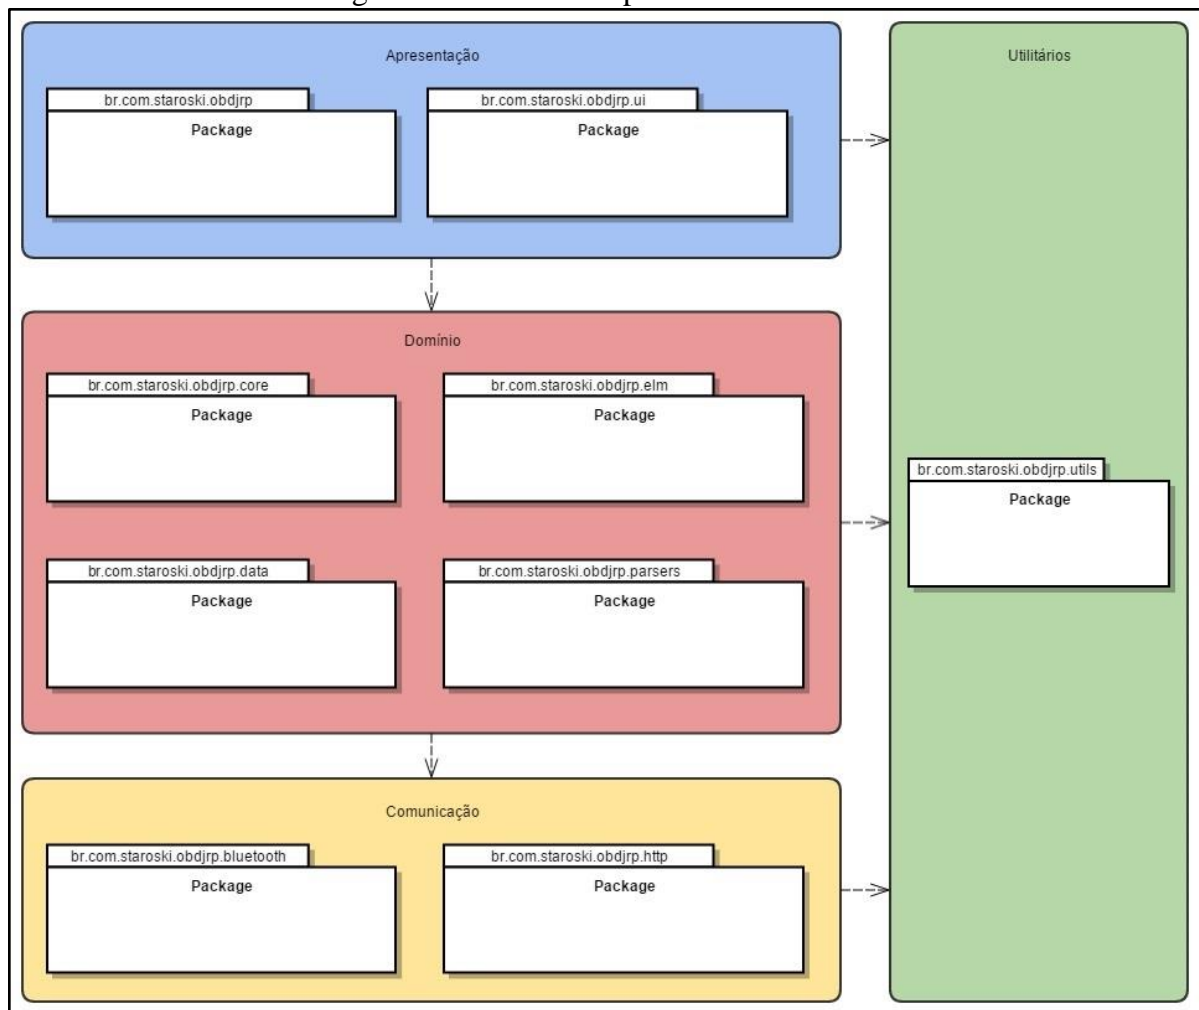 Apresentação
br.com.staroski.obdjrp
Package
br.com.staroski.obdjrp.ui
Package
Utilitários
br.com.staroski.obdjrp.utils
Package
Domínio
br.com.staroski.obdjrp.core
Package
br.com.staroski.obdjrp.elm
Package
br.com.staroski.obdjrp.data
Package
br.com.staroski.obdjrp.parsers
Package
Comunicação
br.com.staroski.obdjrp.bluetooth
Package
br.com.staroski.obdjrp.http
Package